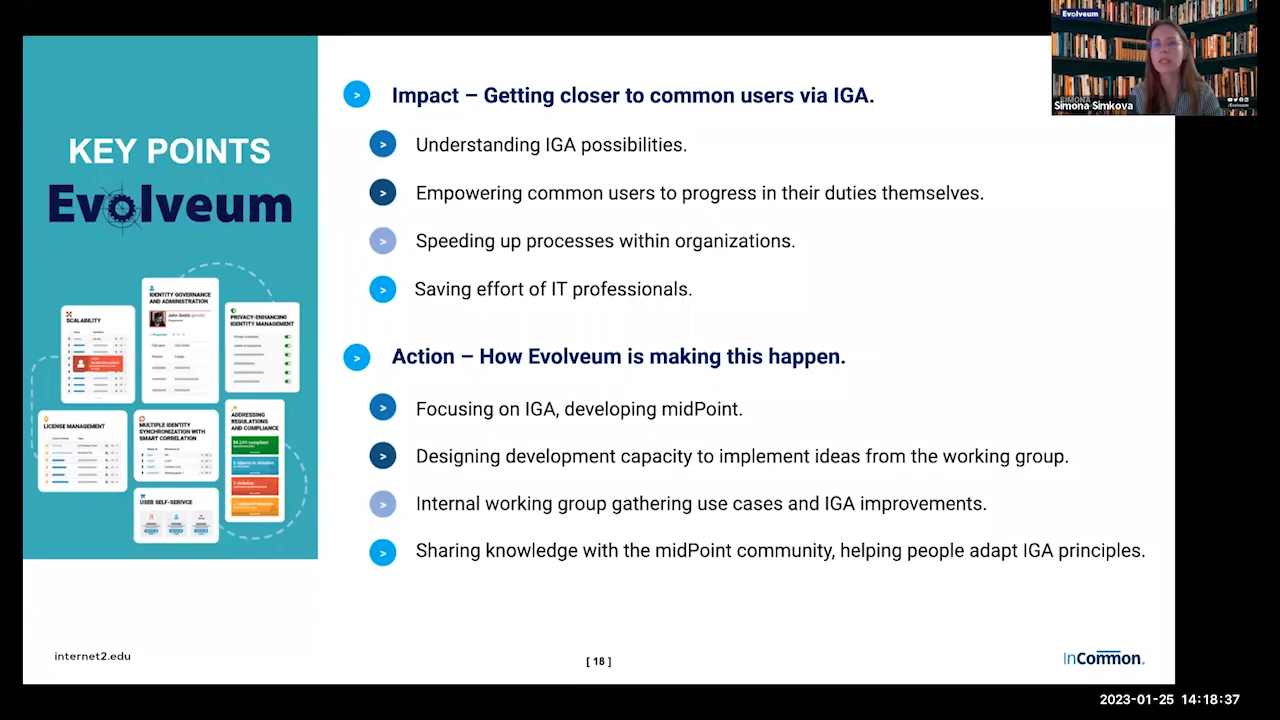 Evolveum
Simona Simkova
KEY POINTS
Evolveum
IDENTITY GOVERNANCE
AND ADMINISTRATION
John Smith
SCALABILITY
PRIVACY-ENHANCING
IDENTITY MANAGEMENT
LICENSE MANAGEMENT
MULTIPLE IDENTITY
SYNCHRONIZATION WITH
SMART CORRELATION
ADDRESSING
REGULATIONS
AND COMPLIANCE
USER SELF-SERIVCE
> Impact – Getting closer to common users via IGA.
> Understanding IGA possibilities.
> Empowering common users to progress in their duties themselves.
> Speeding up processes within organizations.
> Saving effort of IT professionals.
> Action – How Evolveum is making this happen.
> Focusing on IGA, developing midPoint.
> Designing development capacity to implement ideas from the working group.
> Internal working group gathering use cases and IGA improvements.
> Sharing knowledge with the midPoint community, helping people adapt IGA principles.
internet2.edu
[ 18 ]
InCommon.
2023-01-25 14:18:37